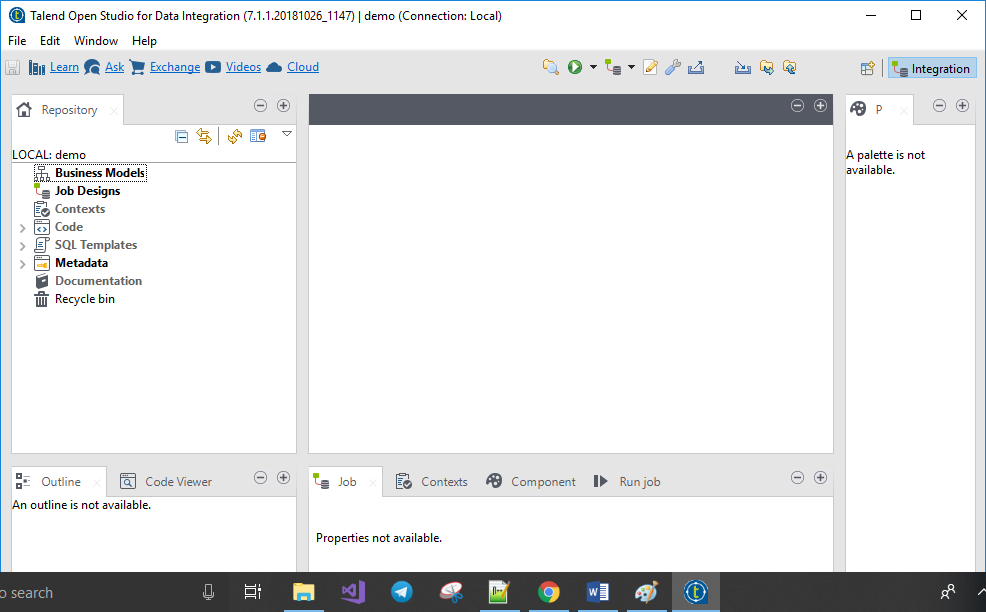 Talend Open Studio for Data Integration (7.1.1.20181026_1147) | demo (Connection: Local)
File Edit Window Help
Learn Ask Exchange Videos Cloud Integration
Repository
P
LOCAL: demo
A palette is not
available.
Business Models
Job Designs
Contexts
Code
SQL Templates
Metadata
Documentation
Recycle bin
Outline Code Viewer
An outline is not available.
Job Contexts Component Run job
Properties not available.
o search